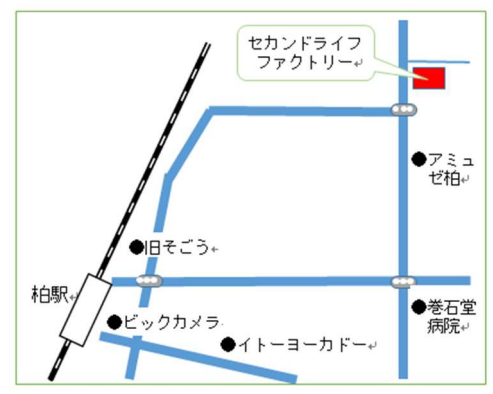 セカンドライフ
ファクトリー
アミュ
ゼ柏
旧そごう
柏駅
ビックカメラ
巻石堂
病院
イトーヨーカドー